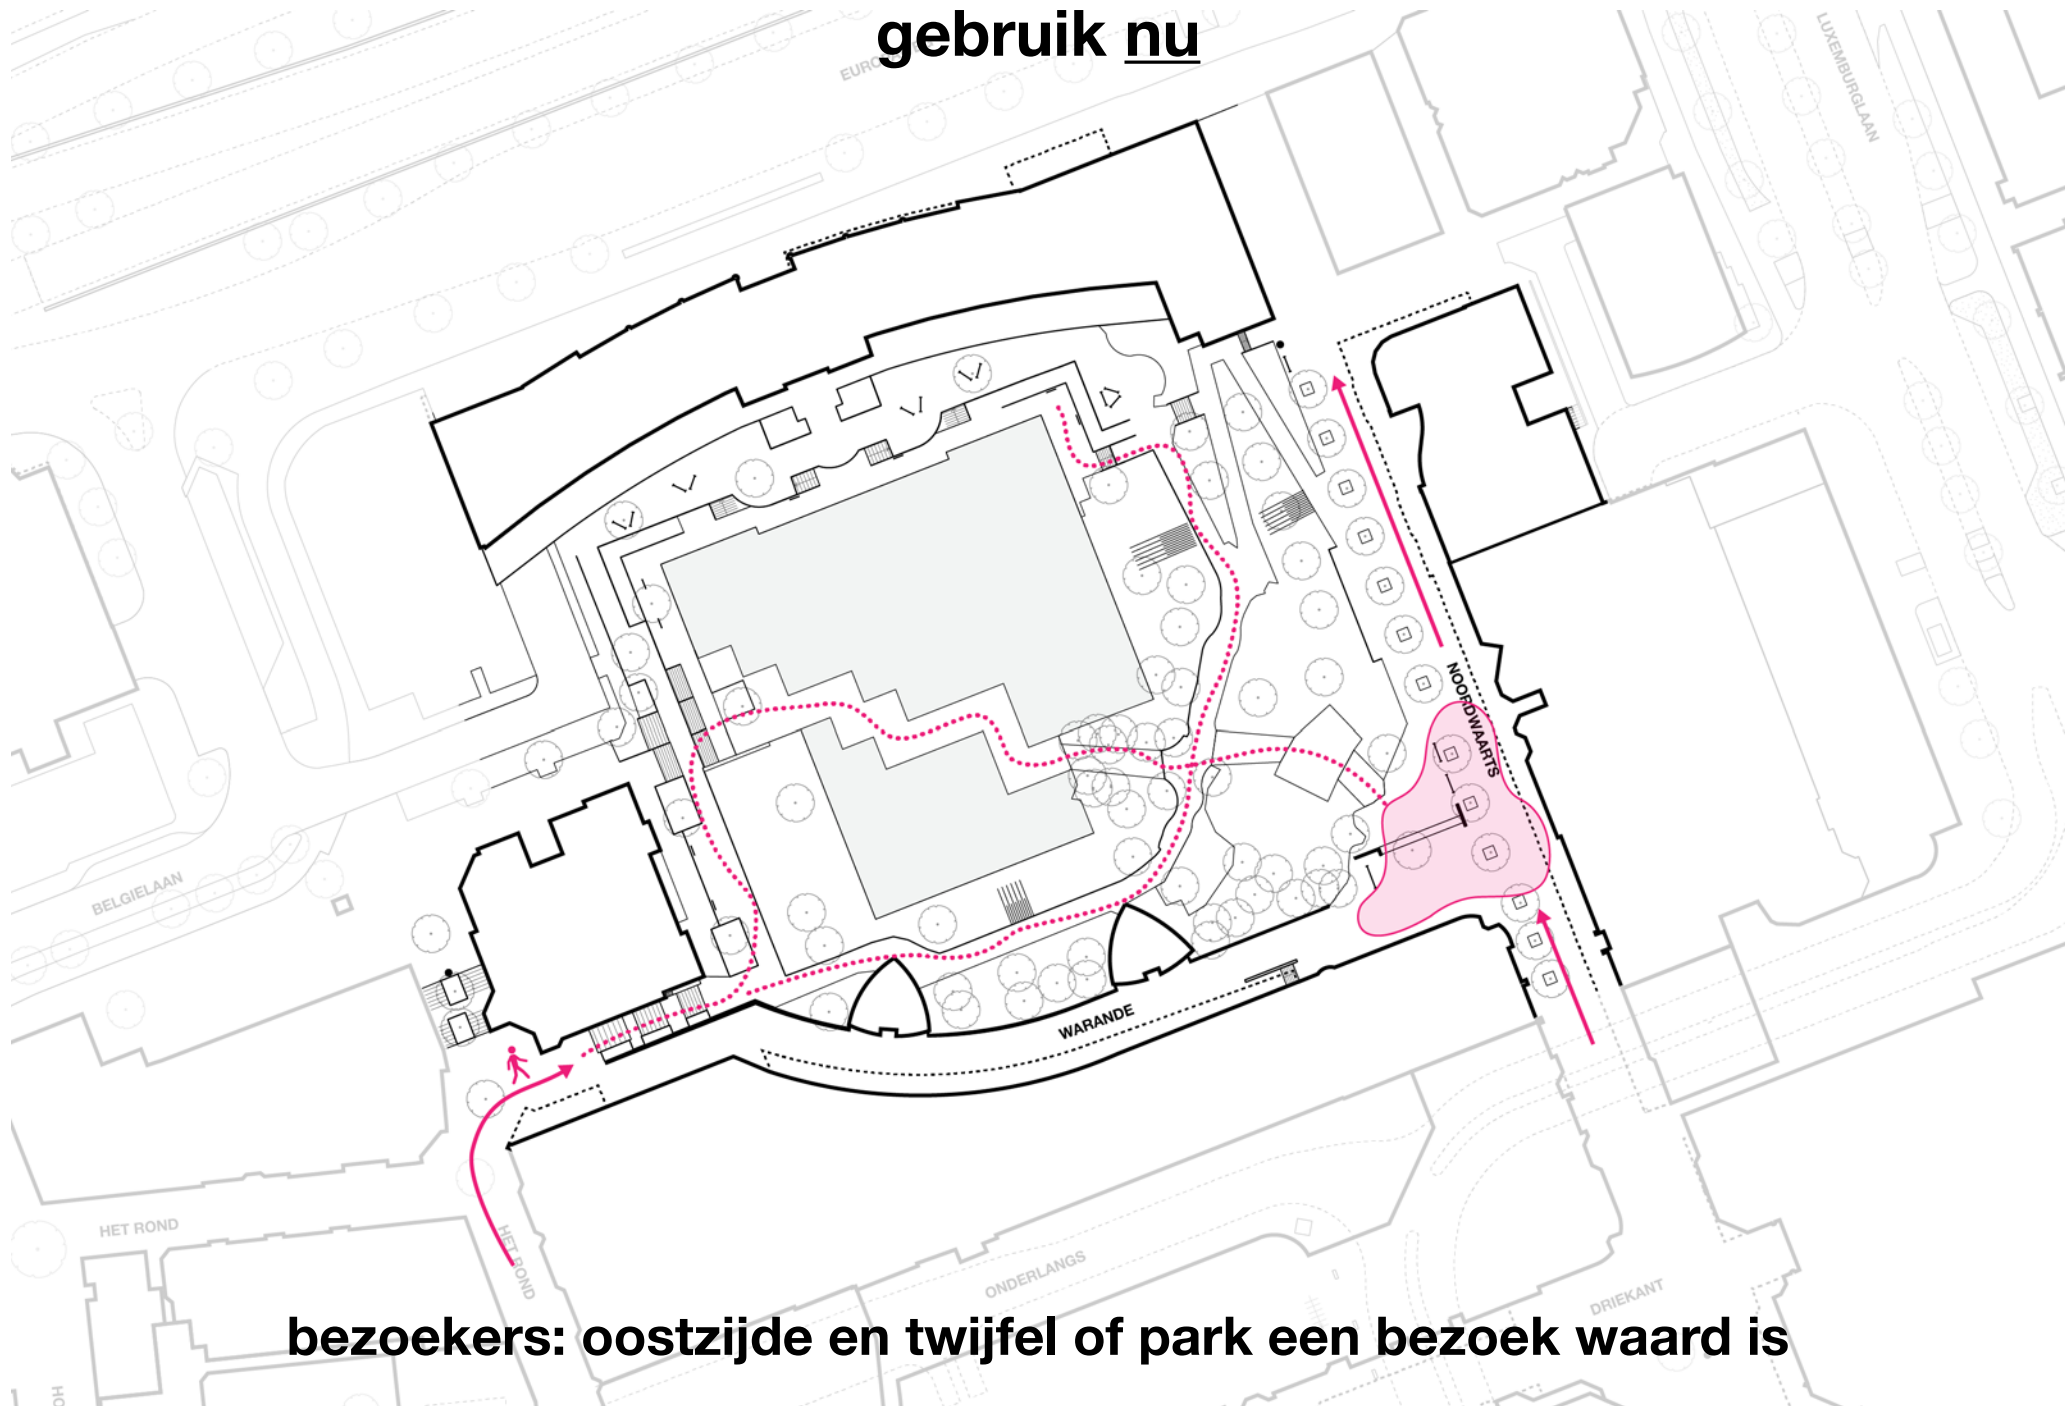 gebruik nu
LUXEMBURGLAAN
NOORDWAARTS
BELGIELAAN
WARANDE
HET ROND
HET ROND
ONDERLANGS
DRIEKANT
bezoekers: oostzijde en twijfel of park een bezoek waard is